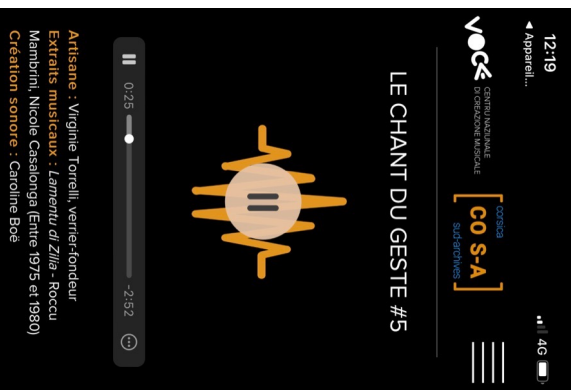 12:19
4G
◀ Appareil...
VOCE
CENTRU NAZIUNALE
DI CREAZIONE MUSICALE
corsica
CO S-A
sud-archives
LE CHANT DU GESTE #5
0:25
-2:52
Artisane : Virginie Torrelli, verrier-fondeur
Extraits musicaux : Lamentu di Zilia - Roccu
Mambrini, Nicole Casalonga (Entre 1975 et 1980)
Création sonore : Caroline Boë